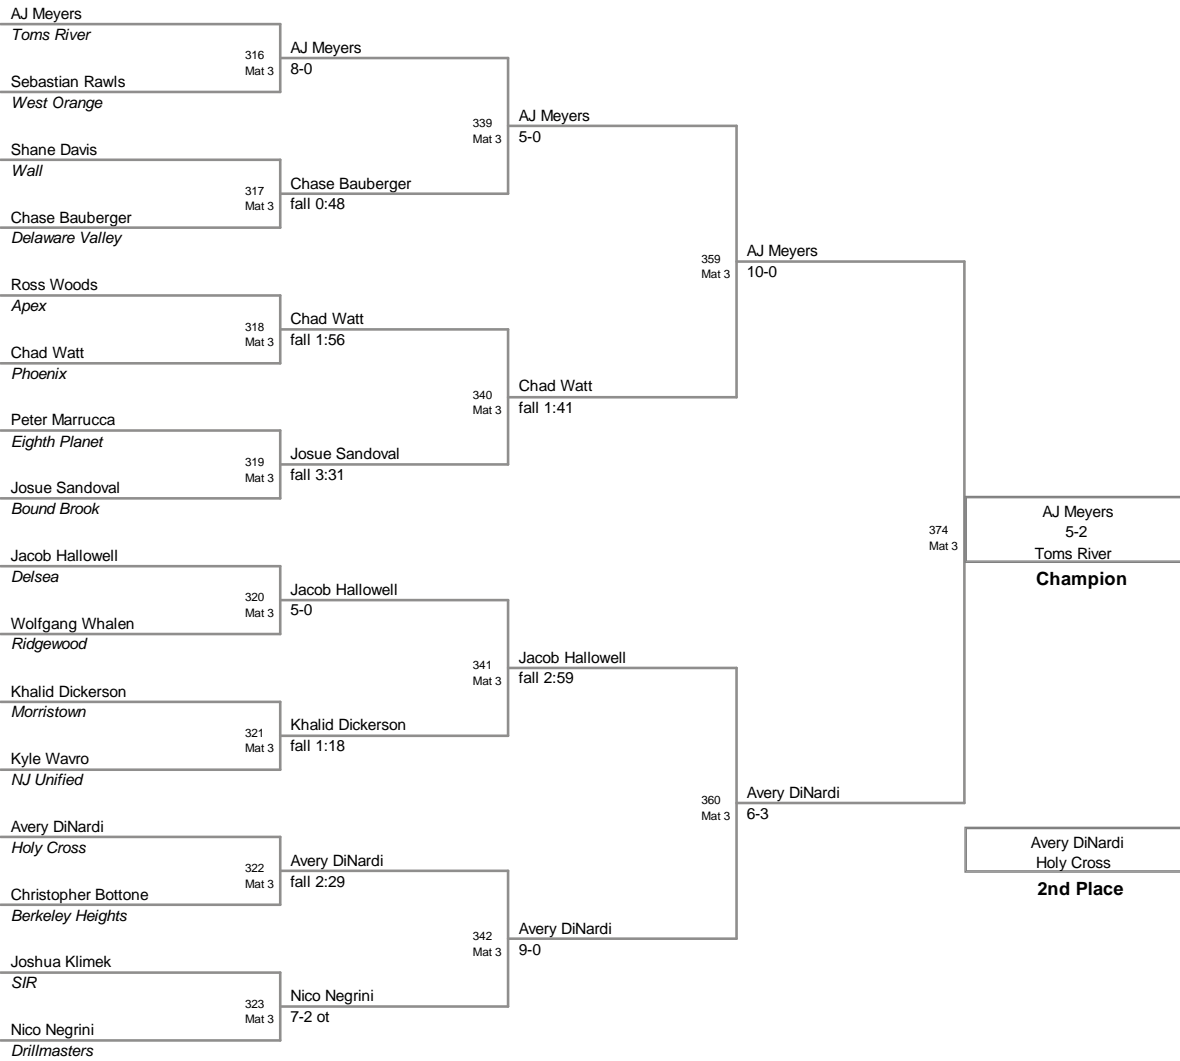 AJ Meyers
Toms River
316
Mat 3
AJ Meyers
8-0
Sebastian Rawls
West Orange
339
Mat 3
AJ Meyers
5-0
Shane Davis
Wall
317
Mat 3
Chase Bauberger
fall 0:48
Chase Bauberger
Delaware Valley
359
Mat 3
AJ Meyers
10-0
Ross Woods
Apex
318
Mat 3
Chad Watt
fall 1:56
Chad Watt
Phoenix
340
Mat 3
Chad Watt
fall 1:41
Peter Marrucca
Eighth Planet
319
Mat 3
Josue Sandoval
fall 3:31
Josue Sandoval
Bound Brook
374
Mat 3
AJ Meyers
5-2
Toms River
Champion
Jacob Hallowell
Delsea
320
Mat 3
Jacob Hallowell
5-0
Wolfgang Whalen
Ridgewood
341
Mat 3
Jacob Hallowell
fall 2:59
Khalid Dickerson
Morristown
321
Mat 3
Khalid Dickerson
fall 1:18
Kyle Wavro
NJ Unified
360
Mat 3
Avery DiNardi
6-3
Avery DiNardi
Holy Cross
322
Mat 3
Avery DiNardi
fall 2:29
Avery DiNardi
Holy Cross
2nd Place
Christopher Bottone
Berkeley Heights
342
Mat 3
Avery DiNardi
9-0
Joshua Klimek
SIR
323
Mat 3
Nico Negrini
7-2 ot
Nico Negrini
Drillmasters